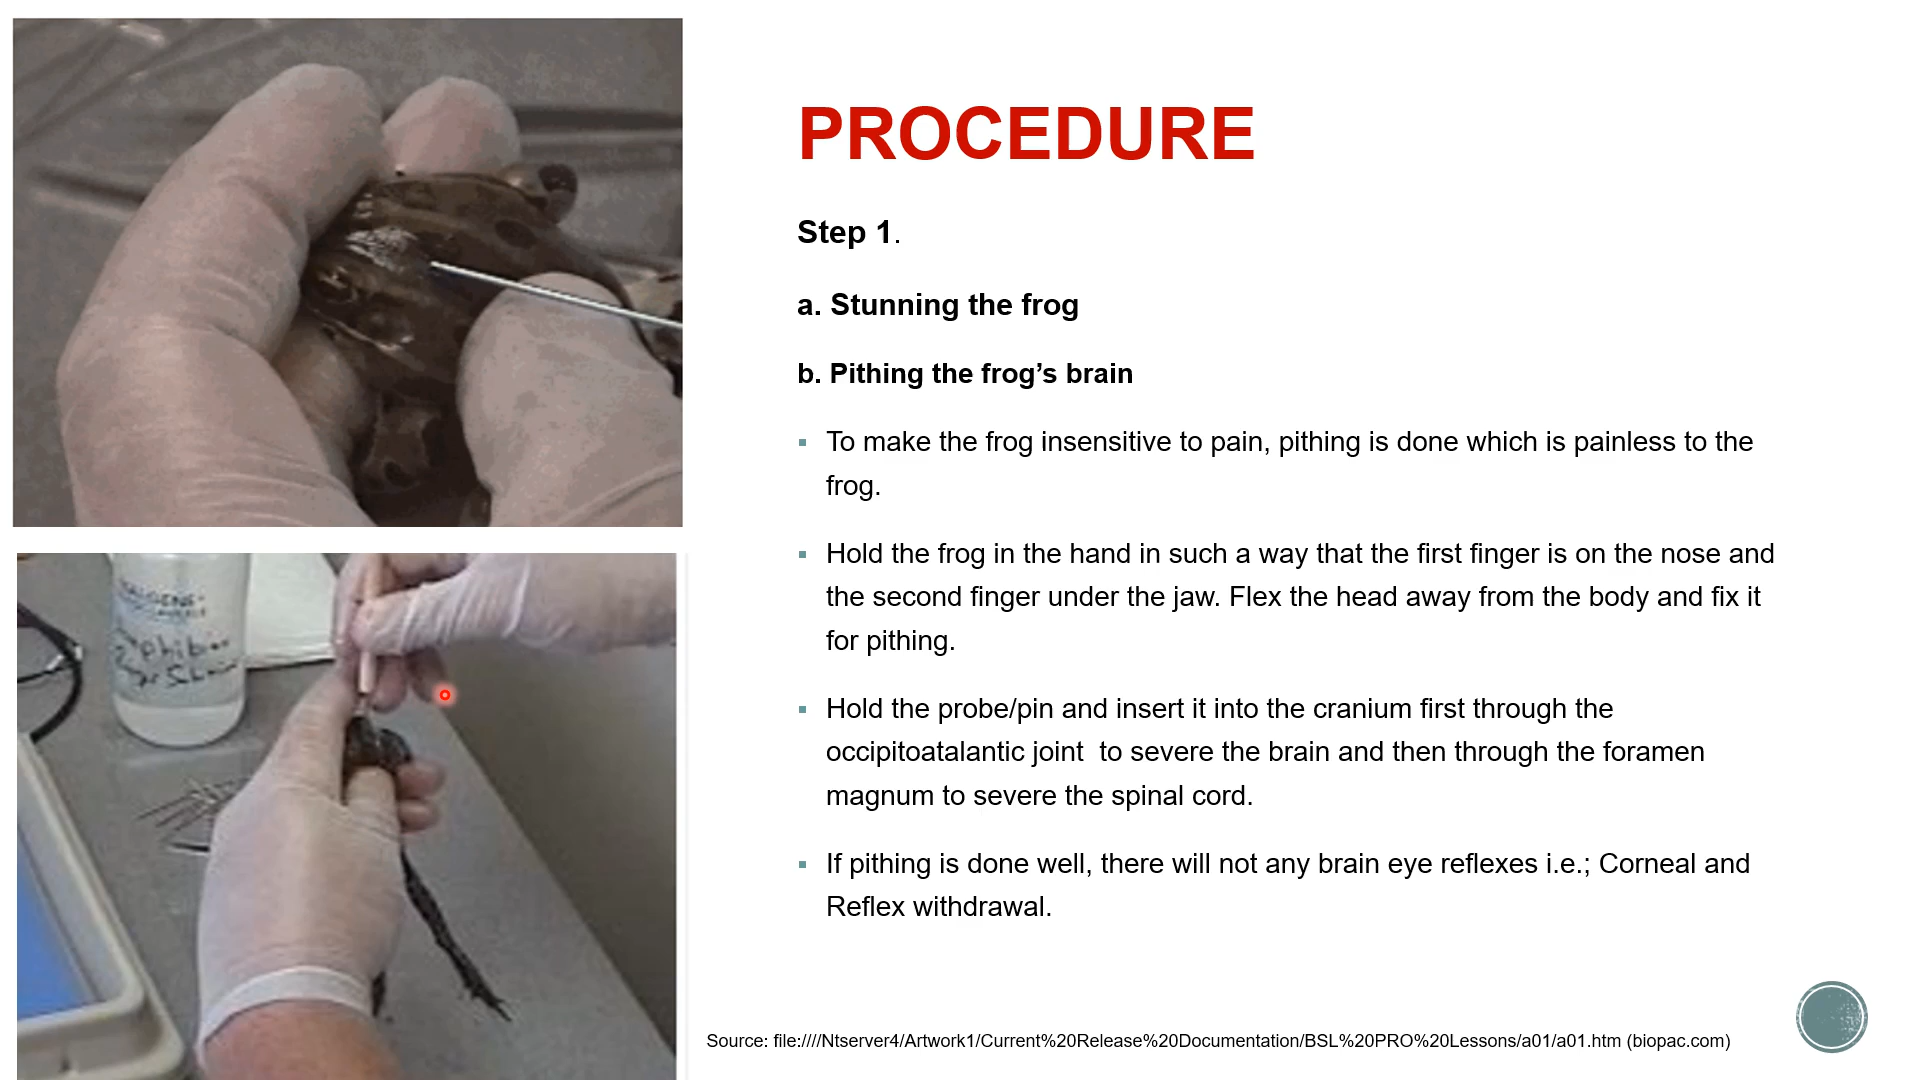 PROCEDURE
Step 1.
a. Stunning the frog
b. Pithing the frog’s brain
▪ To make the frog insensitive to pain, pithing is done which is painless to the
frog.
▪ Hold the frog in the hand in such a way that the first finger is on the nose and
the second finger under the jaw. Flex the head away from the body and fix it
for pithing.
▪ Hold the probe/pin and insert it into the cranium first through the
occipitoatalantic joint  to severe the brain and then through the foramen
magnum to severe the spinal cord.
▪ If pithing is done well, there will not any brain eye reflexes i.e.; Corneal and
Reflex withdrawal.
Source: file:////Ntserver4/Artwork1/Current%20Release%20Documentation/BSL%20PRO%20Lessons/a01/a01.htm (biopac.com)